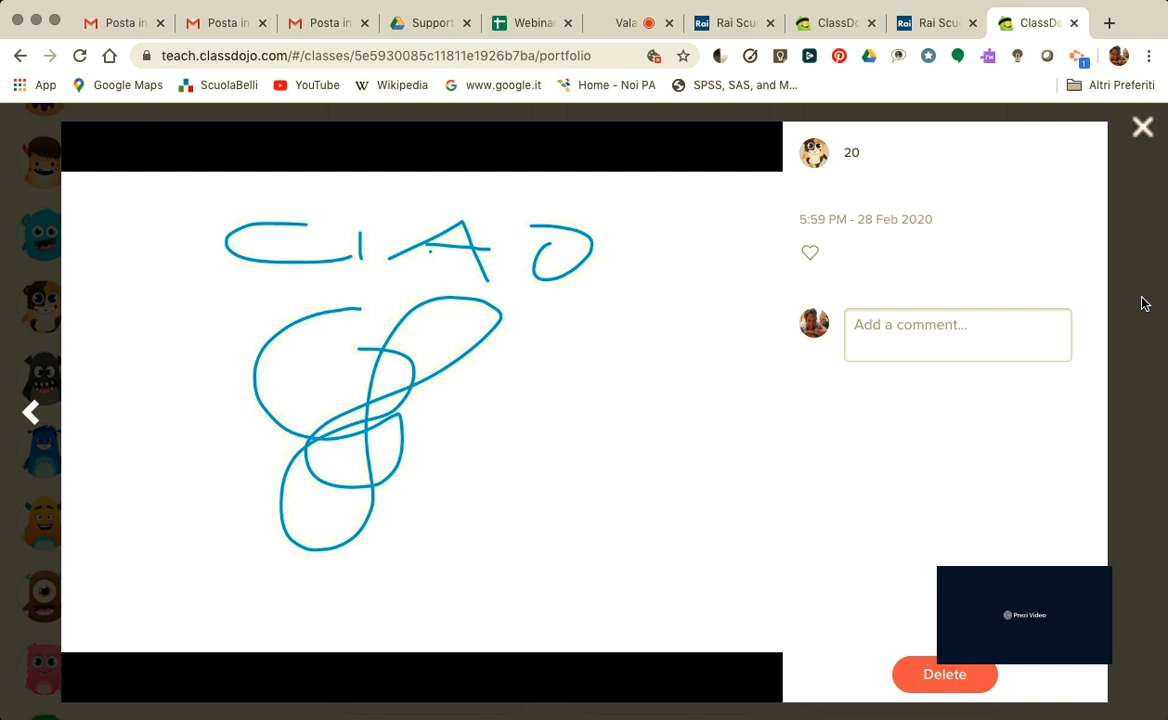 Posta in
Posta in
Posta in
Support
Webinar
Vala
Rai Scu
ClassDo
Rai Scu
ClassDo
teach.classdojo.com/#/classes/5e5930085c11811e1926b7ba/portfolio
1
App
Google Maps
ScuolaBelli
YouTube
Wikipedia
www.google.it
Home - Noi PA
SPSS, SAS, and M...
Altri Preferiti
20
5:59 PM - 28 Feb 2020
Add a comment...
CIAO
Prezi Video
Delete